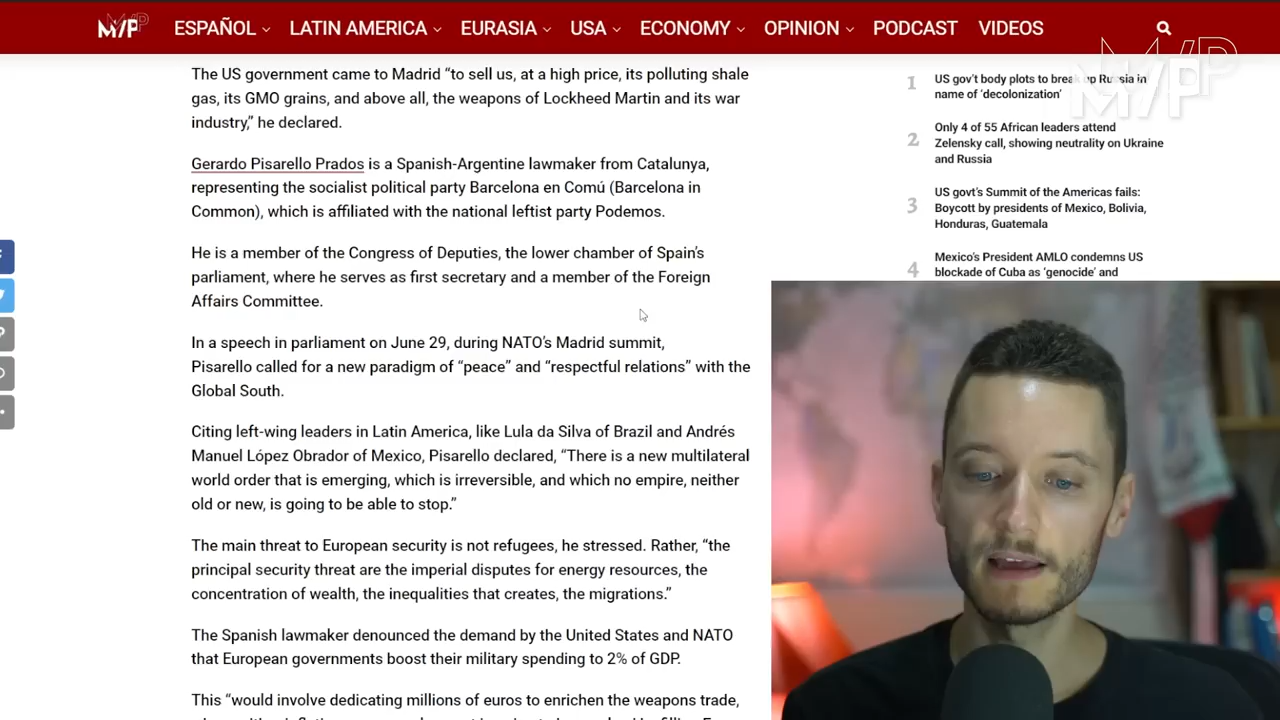 M/P
ESPAÑOL
LATIN AMERICA
EURASIA
USA
ECONOMY
OPINION
PODCAST
VIDEOS
M/P
The US government came to Madrid “to sell us, at a high price, its polluting shale
gas, its GMO grains, and above all, the weapons of Lockheed Martin and its war
industry,” he declared.
Gerardo Pisarello Prados is a Spanish-Argentine lawmaker from Catalunya,
representing the socialist political party Barcelona en Comú (Barcelona in
Common), which is affiliated with the national leftist party Podemos.
He is a member of the Congress of Deputies, the lower chamber of Spain’s
parliament, where he serves as first secretary and a member of the Foreign
Affairs Committee.
In a speech in parliament on June 29, during NATO’s Madrid summit,
Pisarello called for a new paradigm of “peace” and “respectful relations” with the
Global South.
Citing left-wing leaders in Latin America, like Lula da Silva of Brazil and Andrés
Manuel López Obrador of Mexico, Pisarello declared, “There is a new multilateral
world order that is emerging, which is irreversible, and which no empire, neither
old or new, is going to be able to stop.”
The main threat to European security is not refugees, he stressed. Rather, “the
principal security threat are the imperial disputes for energy resources, the
concentration of wealth, the inequalities that creates, the migrations.”
The Spanish lawmaker denounced the demand by the United States and NATO
that European governments boost their military spending to 2% of GDP.
This “would involve dedicating millions of euros to enrich the weapons trade,
1 US gov’t body plots to break up Russia in
name of ‘decolonization’
2 Only 4 of 55 African leaders attend
Zelensky call, showing neutrality on Ukraine
and Russia
3 US govt’s Summit of the Americas fails:
Boycott by presidents of Mexico, Bolivia,
Honduras, Guatemala
4 Mexico’s President AMLO condemns US
blockade of Cuba as ‘genocide’ and